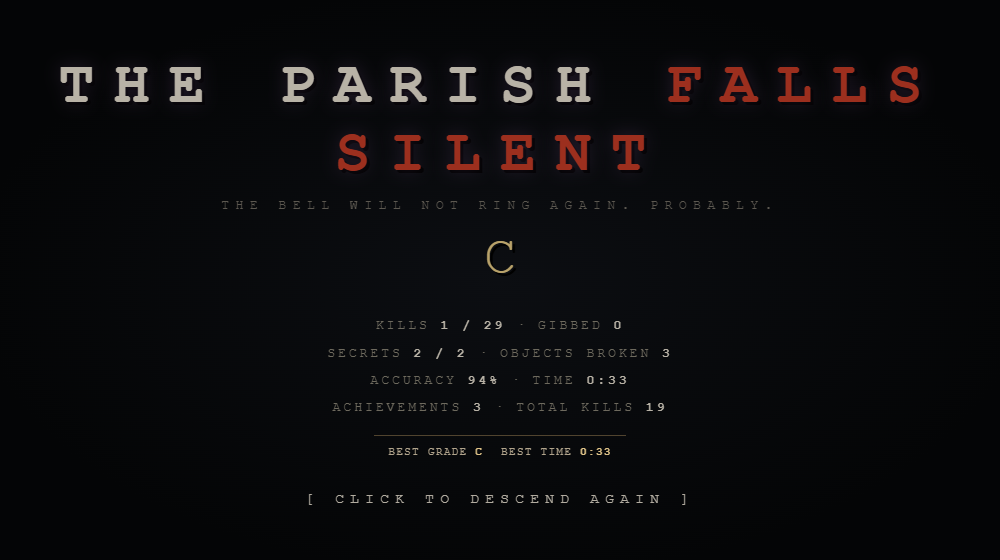 THE PARISH FALLS
SILENT
THE BELL WILL NOT RING AGAIN. PROBABLY.
C
KILLS 1 / 29 · GIBBED 0
SECRETS 2 / 2 · OBJECTS BROKEN 3
ACCURACY 94% · TIME 0:33
ACHIEVEMENTS 3 · TOTAL KILLS 19
BEST GRADE C BEST TIME 0:33
[ CLICK TO DESCEND AGAIN ]